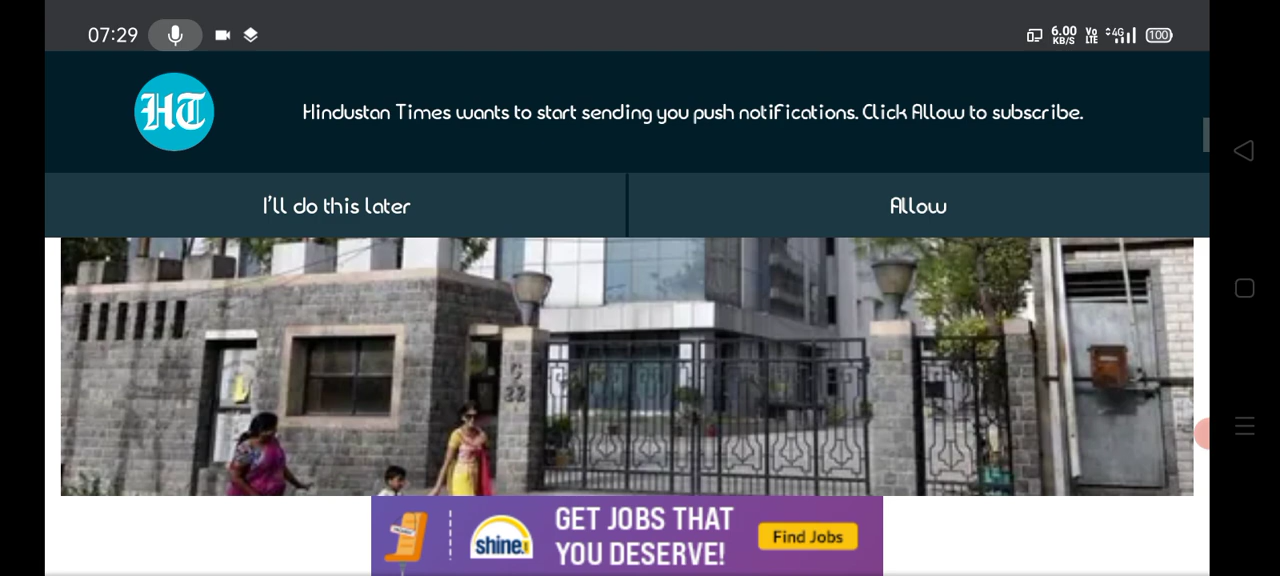 07:29
6.00
KB/S
Vo
LTE
4G
100
HT
Hindustan Times wants to start sending you push notifications. Click Allow to subscribe.
I'll do this later
Allow
C
22
shine.
GET JOBS THAT
YOU DESERVE!
Find Jobs